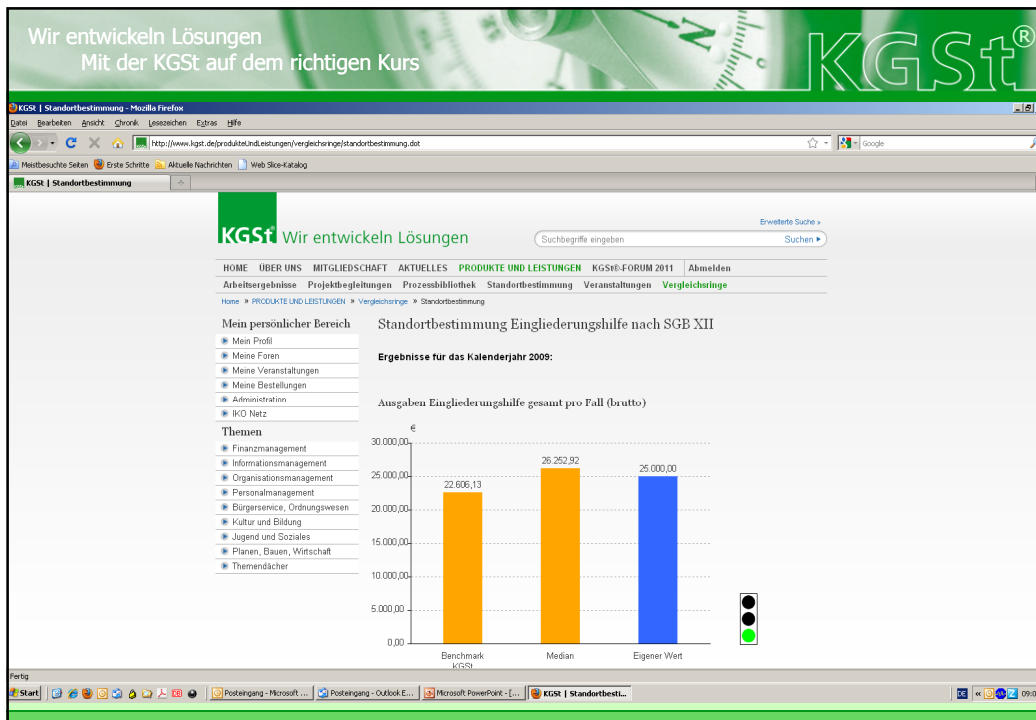 Wir entwickeln Lösungen
Mit der KGSt auf dem richtigen Kurs
KGSt®
KGSt | Standortbestimmung - Mozilla Firefox
Datei Bearbeiten Ansicht Chronik Lesezeichen Extras Hilfe
http://www.kgst.de/produkteUndLeistungen/vergleichsringe/standortbestimmung.dot
Google
Meistbesuchte Seiten Erste Schritte Aktuelle Nachrichten Web Slice-Katalog
KGSt | Standortbestimmung
Erweiterte Suche »
KGSt® Wir entwickeln Lösungen
Suchbegriffe eingeben Suchen
HOME ÜBER UNS MITGLIEDSCHAFT AKTUELLES PRODUKTE UND LEISTUNGEN KGSt®-FORUM 2011 Abmelden
Arbeitsergebnisse Projektbegleitungen Prozessbibliothek Standortbestimmung Veranstaltungen Vergleichsringe
Home » PRODUKTE UND LEISTUNGEN » Vergleichsringe » Standortbestimmung
Mein persönlicher Bereich
Mein Profil
Meine Foren
Meine Veranstaltungen
Meine Bestellungen
Administration
IKO Netz
Themen
Finanzmanagement
Informationsmanagement
Organisationsmanagement
Personalmanagement
Bürgerservice, Ordnungswesen
Kultur und Bildung
Jugend und Soziales
Planen, Bauen, Wirtschaft
Themendächer
Standortbestimmung Eingliederungshilfe nach SGB XII
Ergebnisse für das Kalenderjahr 2009:
Ausgaben Eingliederungshilfe gesamt pro Fall (brutto)
€
30.000,00
25.000,00
20.000,00
15.000,00
10.000,00
5.000,00
0,00
22.606,13
26.252,92
25.000,00
Benchmark
KGSt
Median
Eigener Wert
Fertig
Start Posteingang - Microsoft ... Posteingang - Outlook E... Microsoft PowerPoint - [... KGSt | Standortbesti... DE